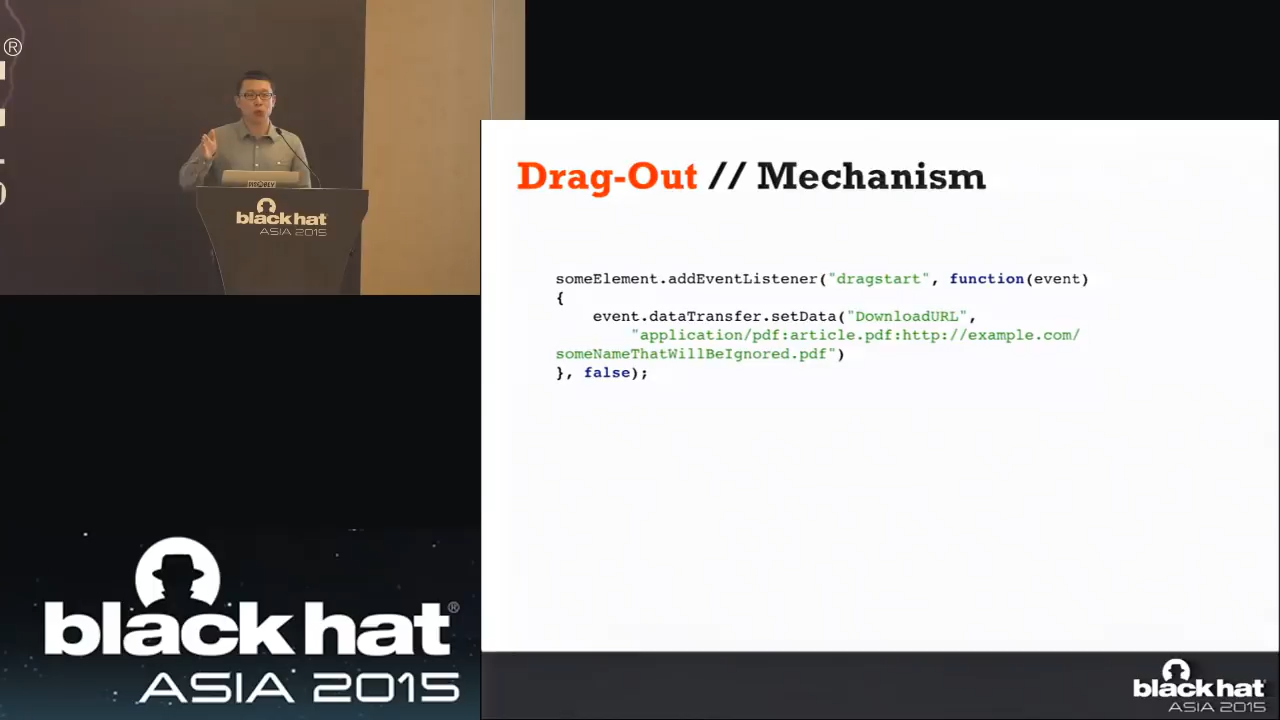 ®
black hat
ASIA 2015
Drag-Out // Mechanism
someElement.addEventListener("dragstart", function(event)
{
event.dataTransfer.setData("DownloadURL",
"application/pdf:article.pdf:http://example.com/
someNameThatWillBeIgnored.pdf")
}, false);
black hat®
ASIA 2015
black hat
ASIA 2015